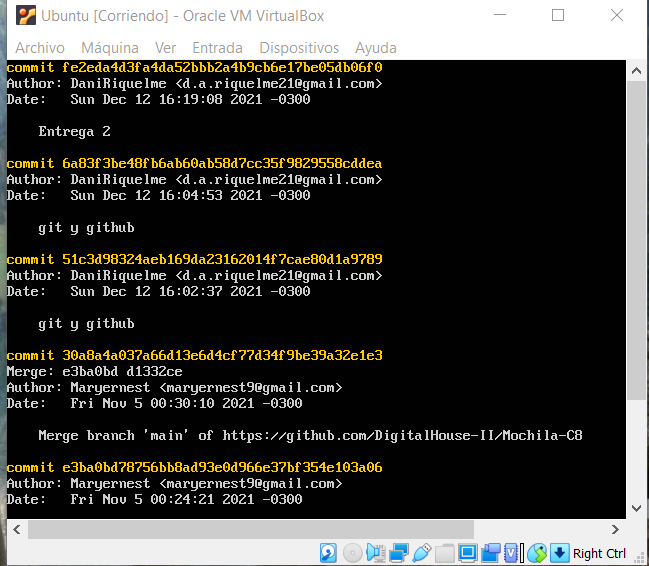 Ubuntu [Corriendo] - Oracle VM VirtualBox
Archivo Máquina Ver Entrada Dispositivos Ayuda
commit fe2eda4d3fa4da52bbb2a4b9cb6e17be05db06f0
Author: DaniRiquelme <d.a.riquelme21@gmail.com>
Date:   Sun Dec 12 16:19:08 2021 -0300
Entrega 2
commit 6a83f3be48fb6ab60ab58d7cc35f9829558cddea
Author: DaniRiquelme <d.a.riquelme21@gmail.com>
Date:   Sun Dec 12 16:04:53 2021 -0300
git y github
commit 51c3d98324aeb169da23162014f7cae80d1a9789
Author: DaniRiquelme <d.a.riquelme21@gmail.com>
Date:   Sun Dec 12 16:02:37 2021 -0300
git y github
commit 30a8a4a037a66d13e6d4cf77d34f9be39a32e1e3
Merge: e3ba0bd d1332ce
Author: Maryernest <maryernest9@gmail.com>
Date:   Fri Nov 5 00:30:10 2021 -0300
Merge branch 'main' of https://github.com/DigitalHouse-II/Mochila-C8
commit e3ba0bd78756bb8ad93e0d966e37bf354e103a06
Author: Maryernest <maryernest9@gmail.com>
Date:   Fri Nov 5 00:24:21 2021 -0300
Right Ctrl